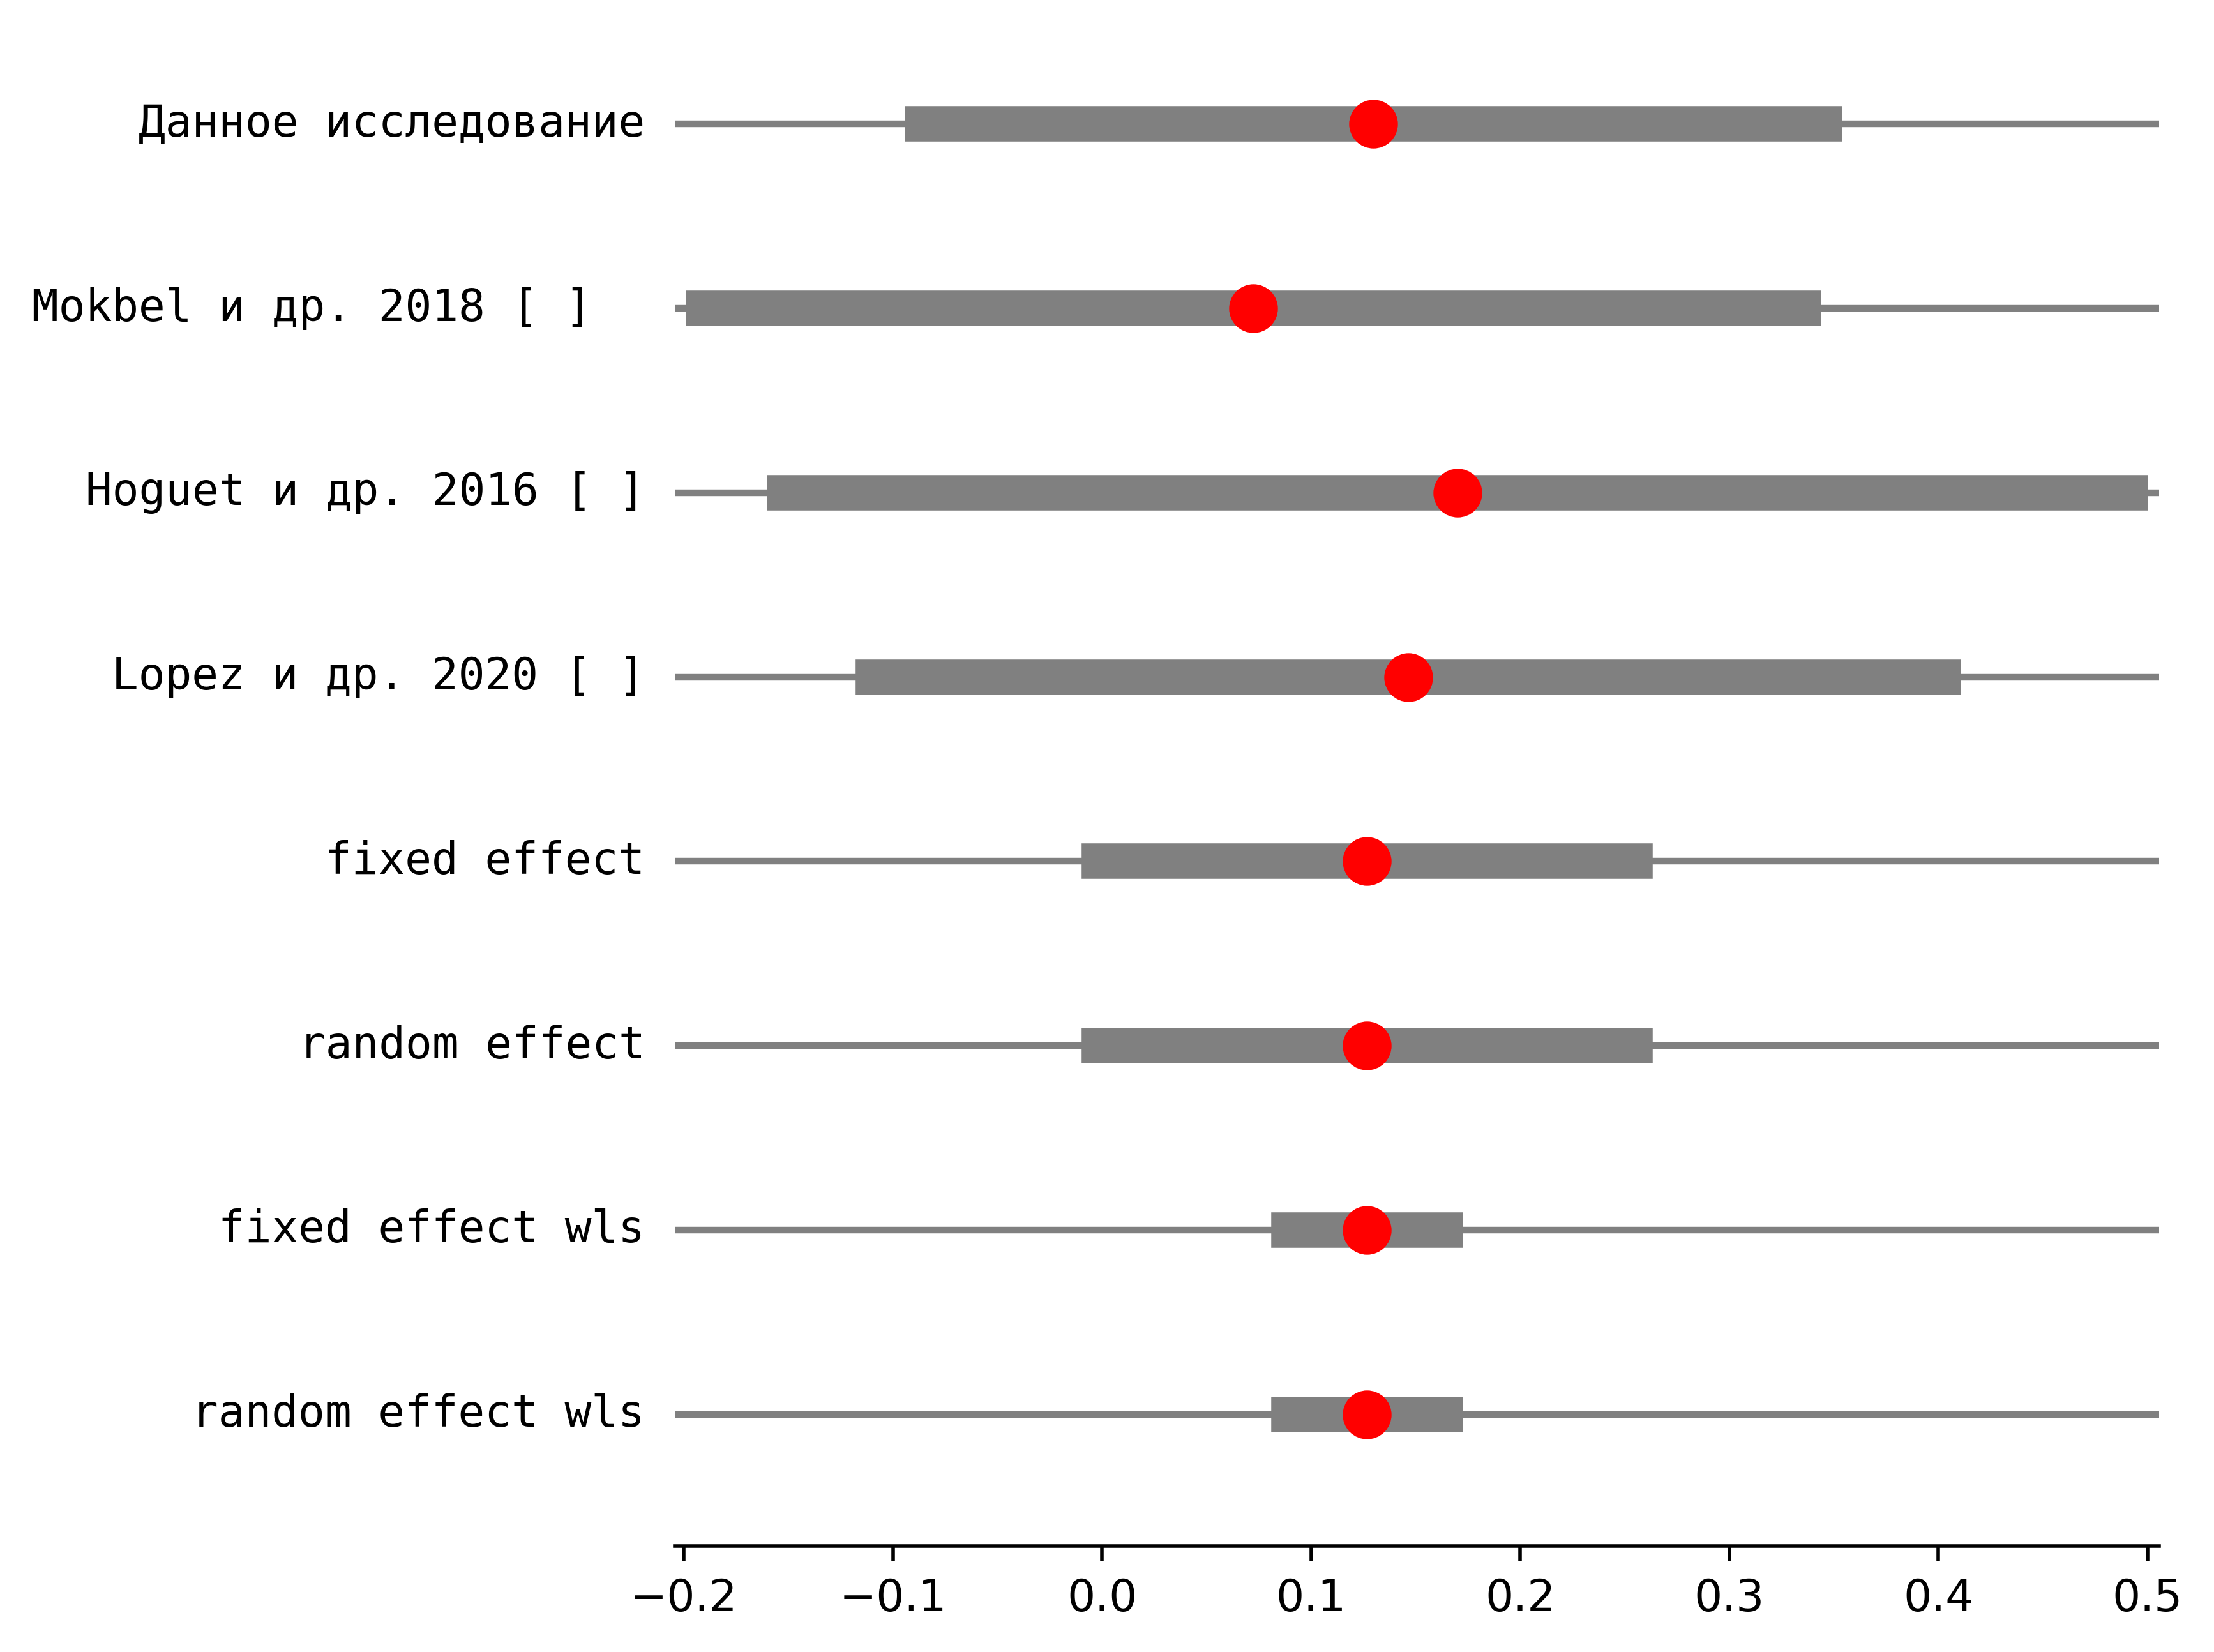 Данное исследование
Mokbel и др. 2018 [ ]
Hoguet и др. 2016 [ ]
Lopez и др. 2020 [ ]
fixed effect
random effect
fixed effect wls
random effect wls
−0.2 −0.1 0.0 0.1 0.2 0.3 0.4 0.5